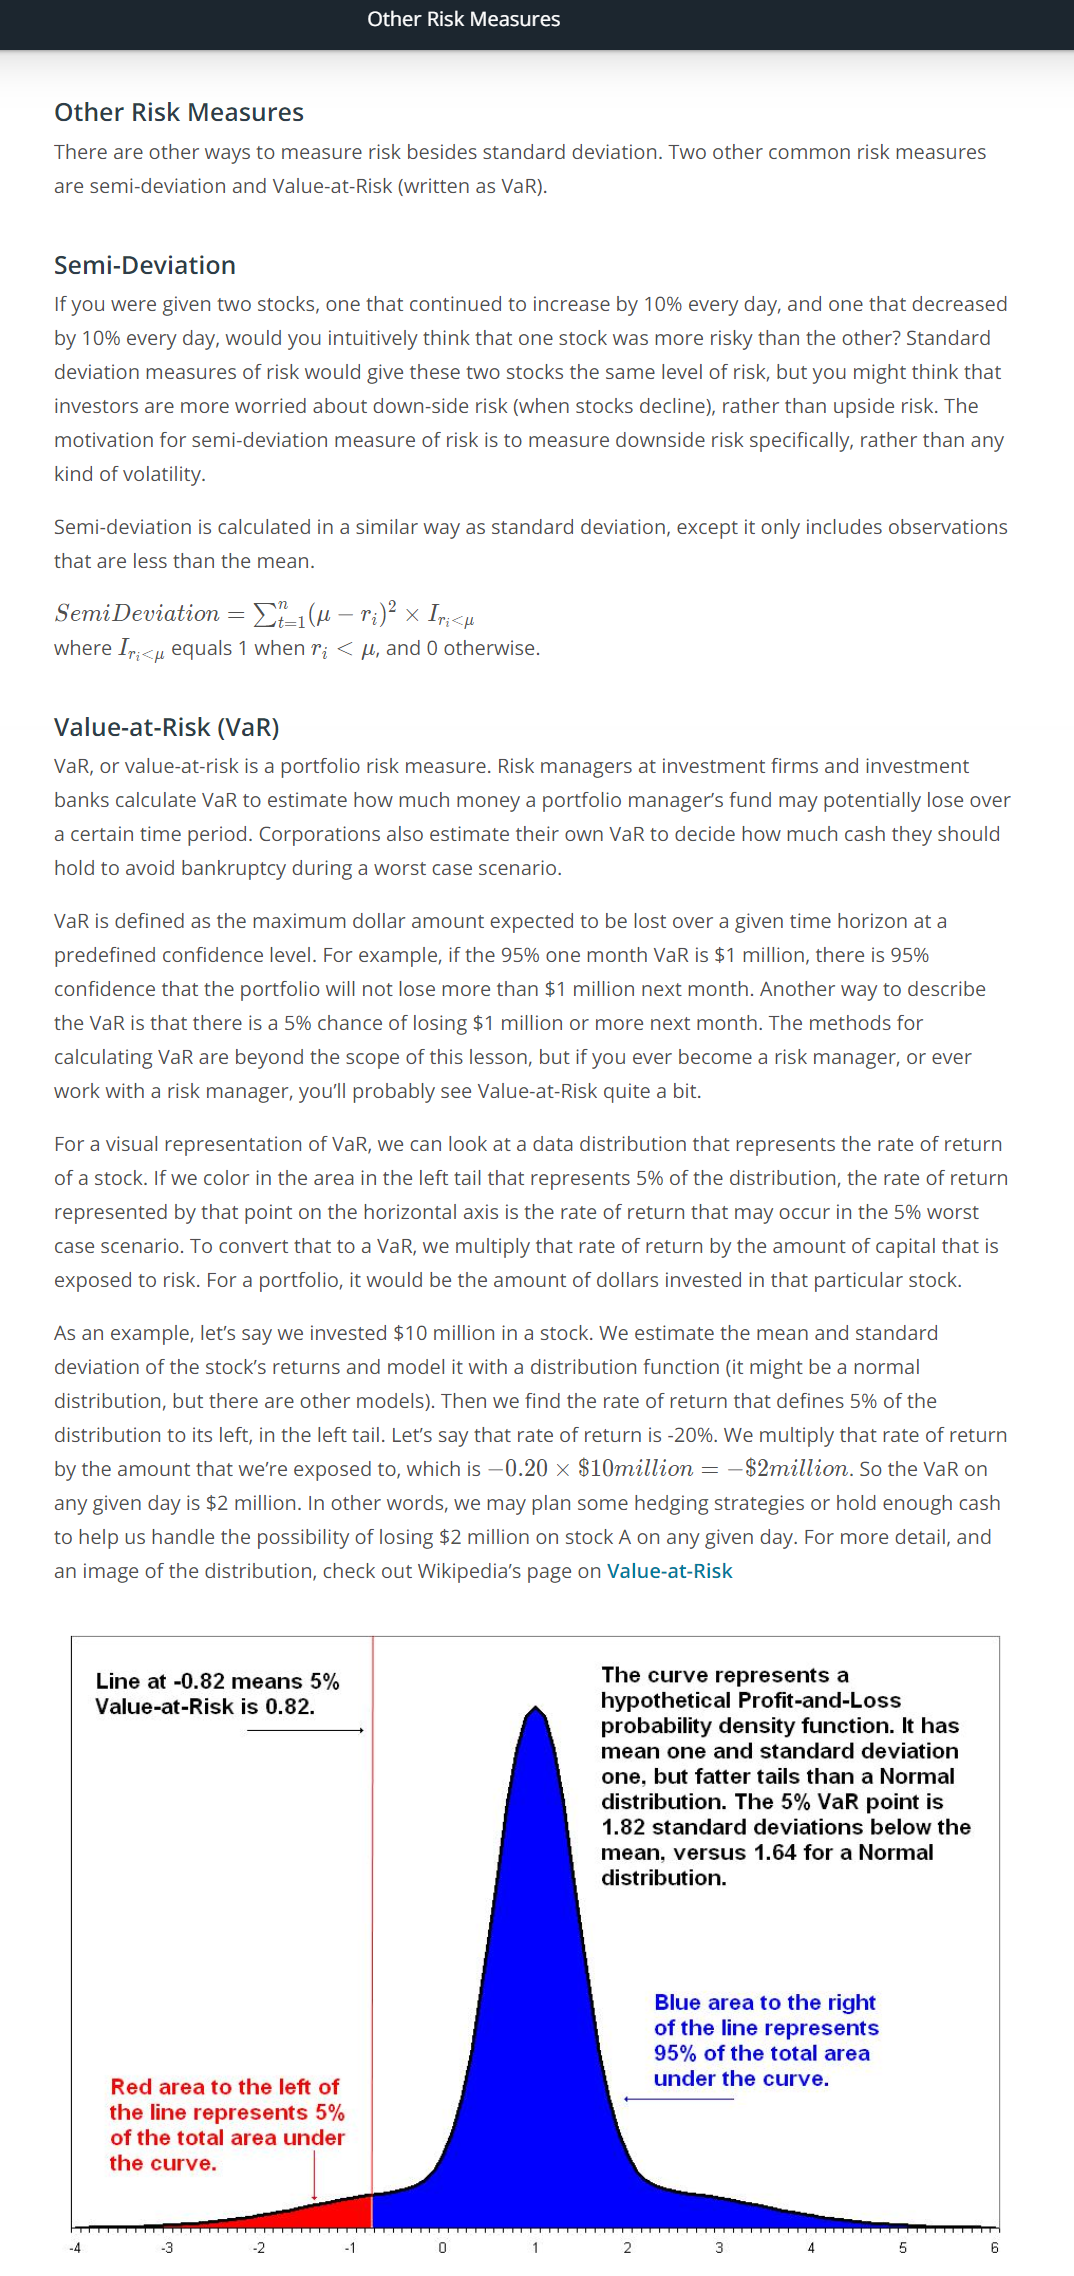 Other Risk Measures
Other Risk Measures
There are other ways to measure risk besides standard deviation. Two other common risk measures
are semi-deviation and Value-at-Risk (written as VaR).
Semi-Deviation
If you were given two stocks, one that continued to increase by 10% every day, and one that decreased
by 10% every day, would you intuitively think that one stock was more risky than the other? Standard
deviation measures of risk would give these two stocks the same level of risk, but you might think that
investors are more worried about down-side risk (when stocks decline), rather than upside risk. The
motivation for semi-deviation measure of risk is to measure downside risk specifically, rather than any
kind of volatility.
Semi-deviation is calculated in a similar way as standard deviation, except it only includes observations
that are less than the mean.
SemiDeviation = ∑ⁿₜ₌₁(μ − rᵢ)² × I_{rᵢ<μ}
where I_{rᵢ<μ} equals 1 when rᵢ < μ, and 0 otherwise.
Value-at-Risk (VaR)
VaR, or value-at-risk is a portfolio risk measure. Risk managers at investment firms and investment
banks calculate VaR to estimate how much money a portfolio manager's fund may potentially lose over
a certain time period. Corporations also estimate their own VaR to decide how much cash they should
hold to avoid bankruptcy during a worst case scenario.
VaR is defined as the maximum dollar amount expected to be lost over a given time horizon at a
predefined confidence level. For example, if the 95% one month VaR is $1 million, there is 95%
confidence that the portfolio will not lose more than $1 million next month. Another way to describe
the VaR is that there is a 5% chance of losing $1 million or more next month. The methods for
calculating VaR are beyond the scope of this lesson, but if you ever become a risk manager, or ever
work with a risk manager, you'll probably see Value-at-Risk quite a bit.
For a visual representation of VaR, we can look at a data distribution that represents the rate of return
of a stock. If we color in the area in the left tail that represents 5% of the distribution, the rate of return
represented by that point on the horizontal axis is the rate of return that may occur in the 5% worst
case scenario. To convert that to a VaR, we multiply that rate of return by the amount of capital that is
exposed to risk. For a portfolio, it would be the amount of dollars invested in that particular stock.
As an example, let's say we invested $10 million in a stock. We estimate the mean and standard
deviation of the stock's returns and model it with a distribution function (it might be a normal
distribution, but there are other models). Then we find the rate of return that defines 5% of the
distribution to its left, in the left tail. Let's say that rate of return is -20%. We multiply that rate of return
by the amount that we're exposed to, which is −0.20 × $10million = −$2million. So the VaR on
any given day is $2 million. In other words, we may plan some hedging strategies or hold enough cash
to help us handle the possibility of losing $2 million on stock A on any given day. For more detail, and
an image of the distribution, check out Wikipedia's page on Value-at-Risk
Line at -0.82 means 5%
Value-at-Risk is 0.82.
The curve represents a
hypothetical Profit-and-Loss
probability density function. It has
mean one and standard deviation
one, but fatter tails than a Normal
distribution. The 5% VaR point is
1.82 standard deviations below the
mean, versus 1.64 for a Normal
distribution.
Blue area to the right
of the line represents
95% of the total area
under the curve.
Red area to the left of
the line represents 5%
of the total area under
the curve.
-4 -3 -2 -1 0 1 2 3 4 5 6